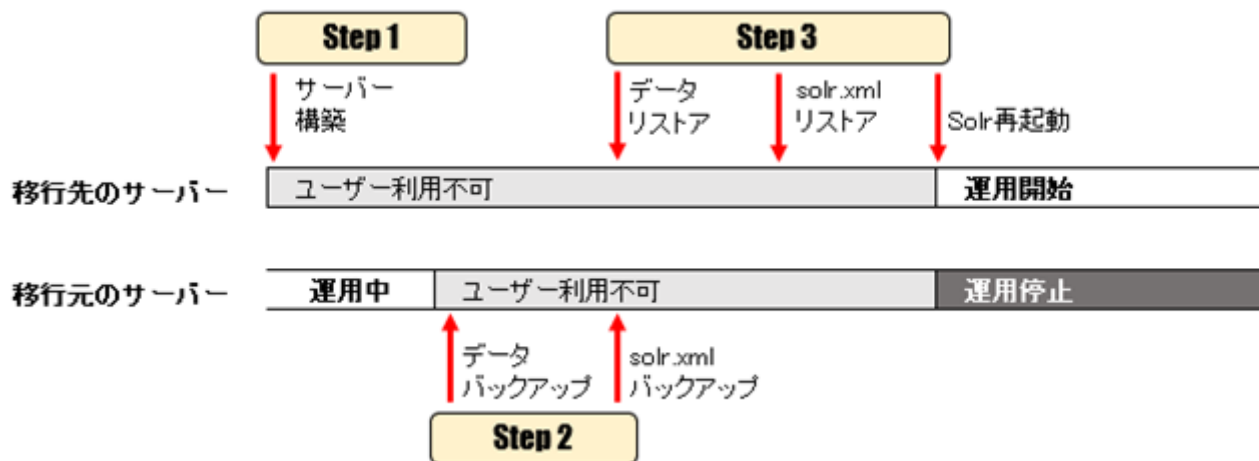 Step 1
Step 3
サーバー
構築
データ
リストア
solr.xml
リストア
Solr再起動
移行先のサーバー
ユーザー利用不可
運用開始
移行元のサーバー
運用中
ユーザー利用不可
運用停止
データ
バックアップ
solr.xml
バックアップ
Step 2